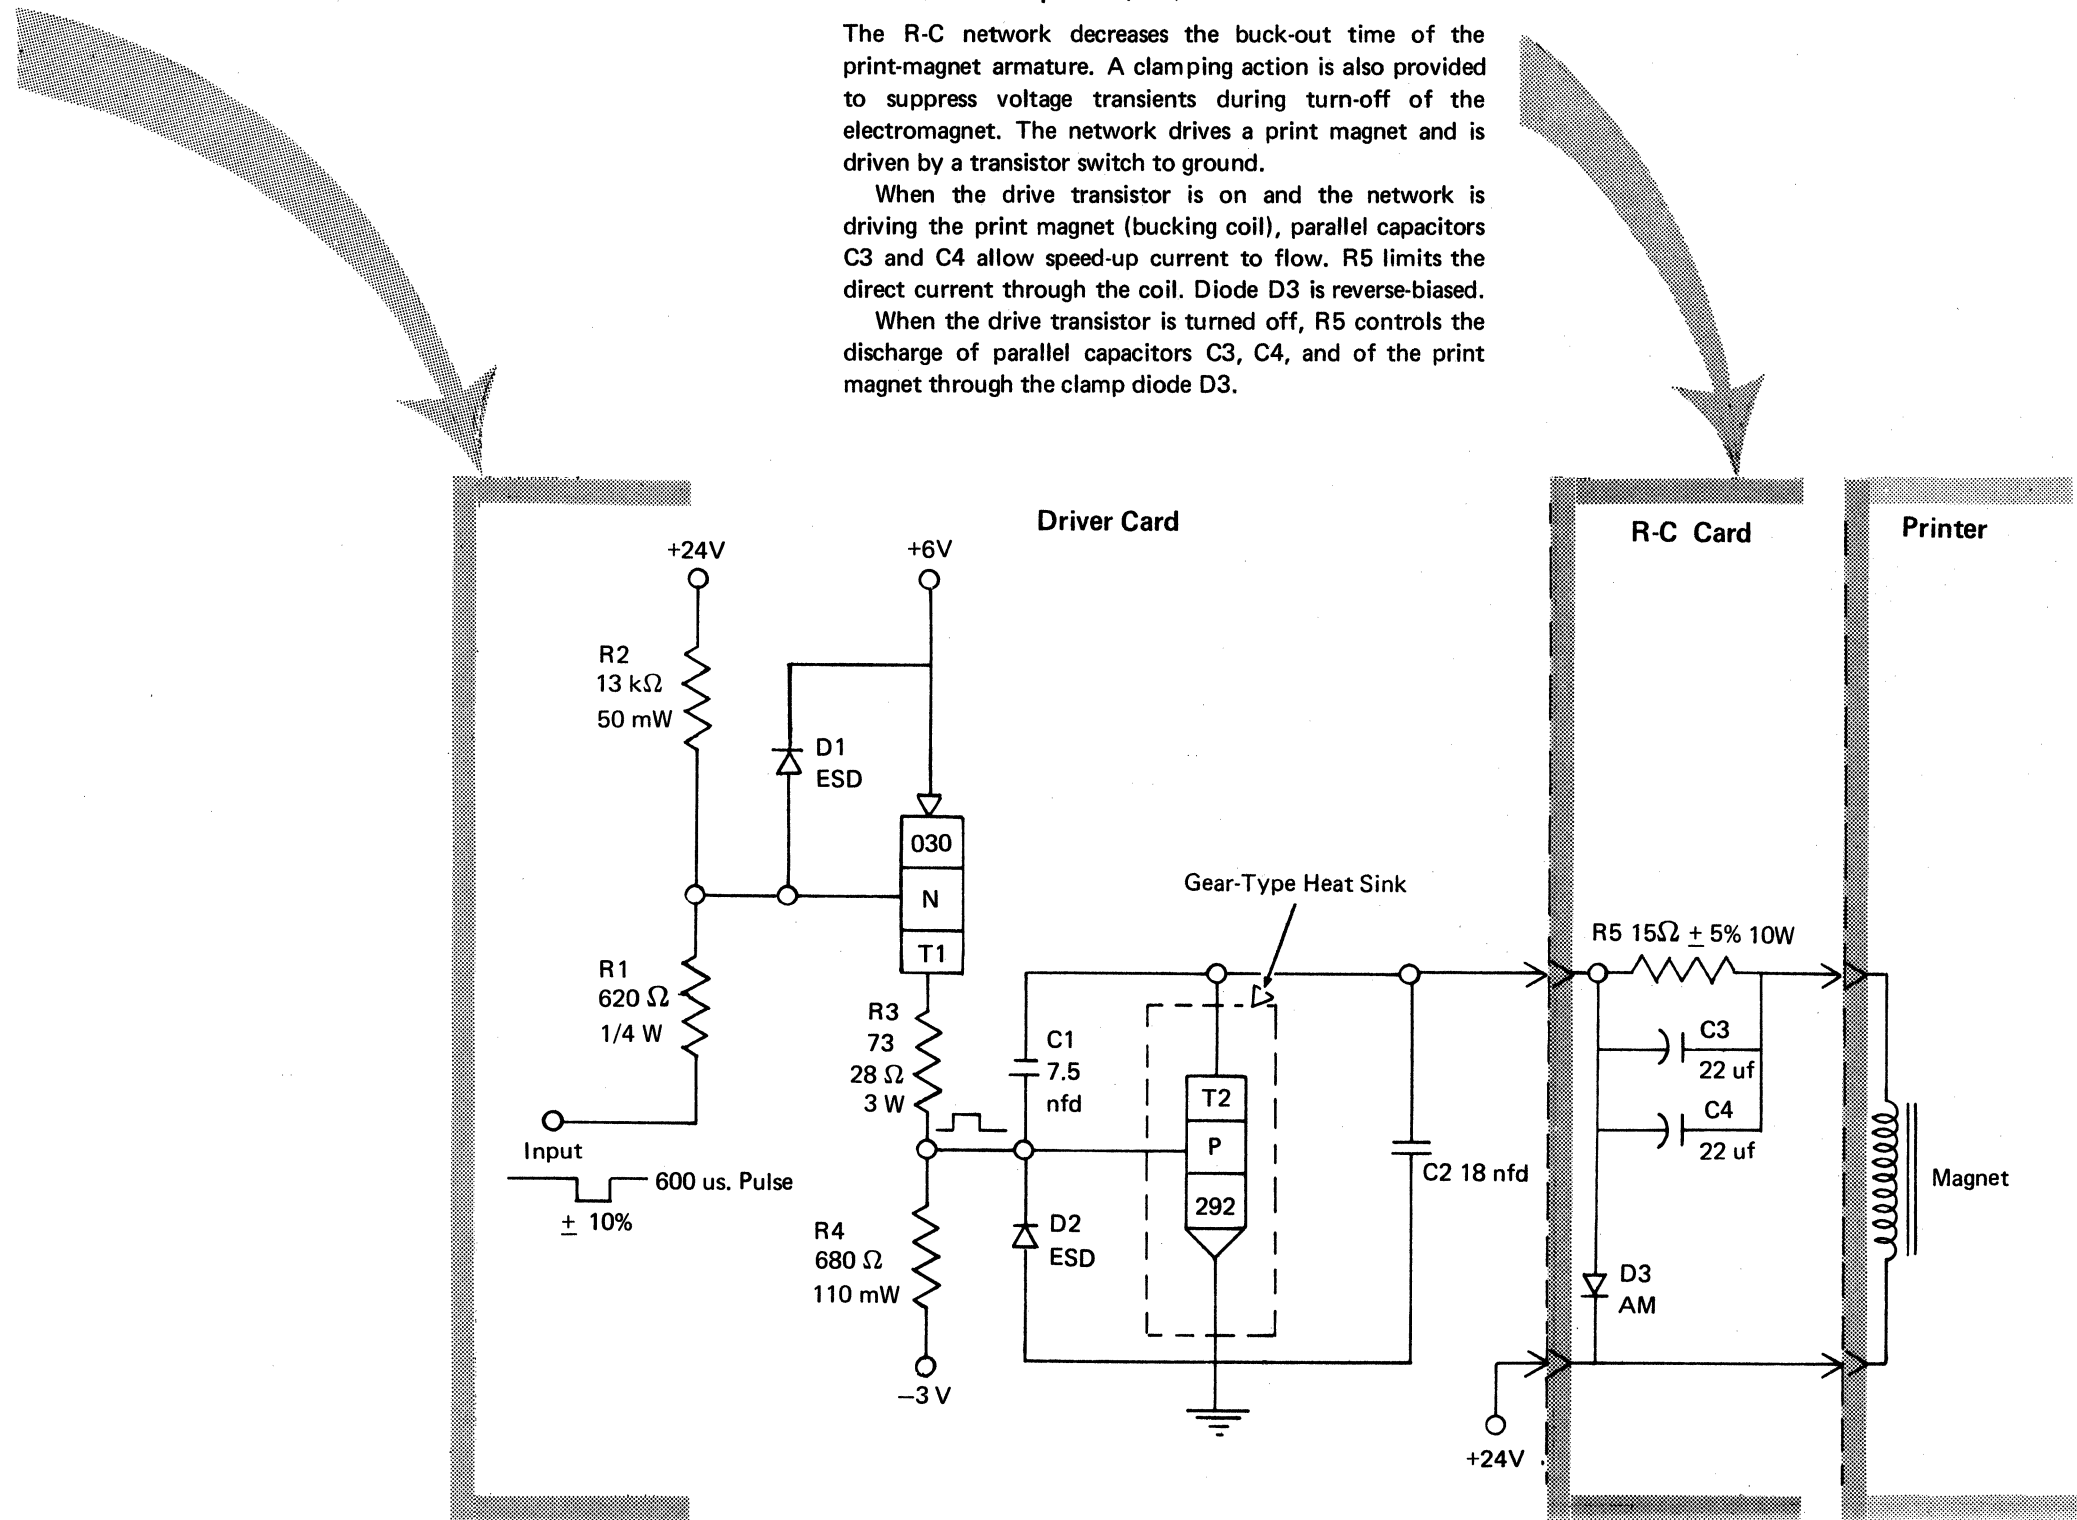 The R-C network decreases the buck-out time of the
print-magnet armature. A clamping action is also provided
to suppress voltage transients during turn-off of the
electromagnet. The network drives a print magnet and is
driven by a transistor switch to ground.
When the drive transistor is on and the network is
driving the print magnet (bucking coil), parallel capacitors
C3 and C4 allow speed-up current to flow. R5 limits the
direct current through the coil. Diode D3 is reverse-biased.
When the drive transistor is turned off, R5 controls the
discharge of parallel capacitors C3, C4, and of the print
magnet through the clamp diode D3.
Driver Card
R-C Card
Printer
+24V
+6V
R2
13 kΩ
50 mW
D1
ESD
030
N
T1
Gear-Type Heat Sink
R1
620 Ω
1/4 W
R3
73
28 Ω
3 W
C1
7.5
nfd
T2
P
292
R5 15Ω ± 5% 10W
C3
22 uf
C4
22 uf
Input
600 us. Pulse
± 10%
C2 18 nfd
Magnet
R4
680 Ω
110 mW
D2
ESD
D3
AM
−3 V
+24V